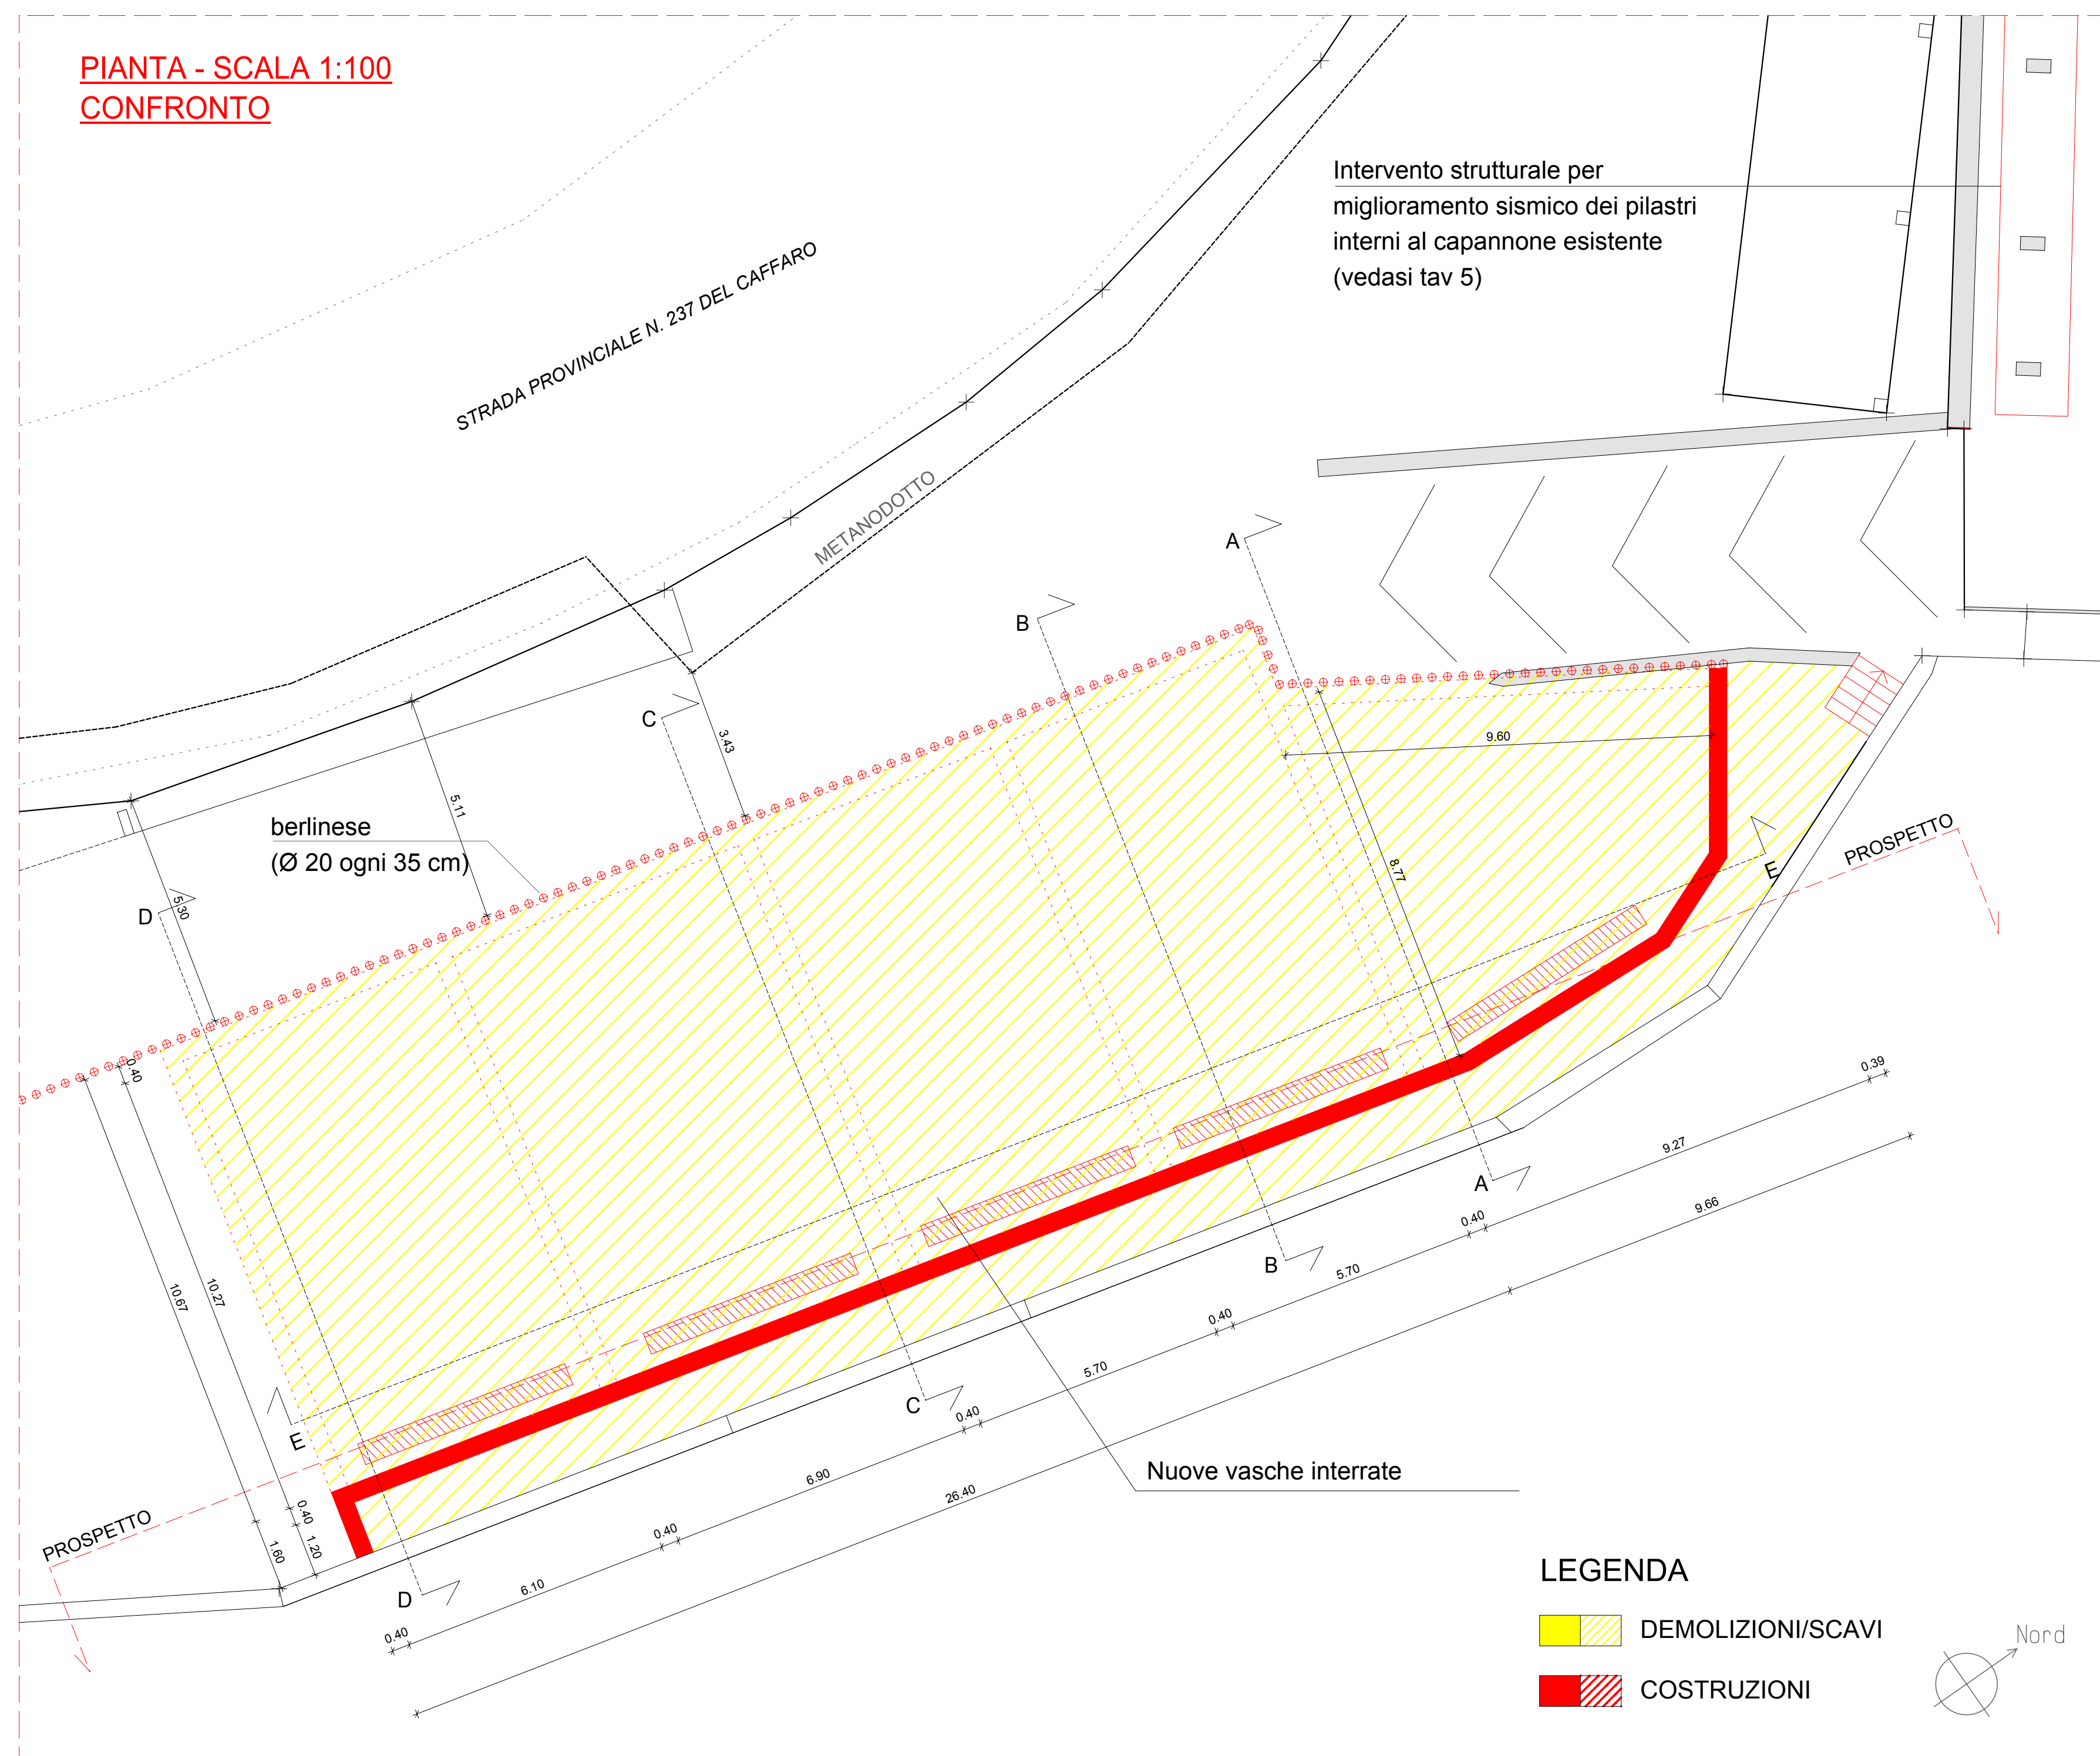 PIANTA - SCALA 1:100
CONFRONTO
Intervento strutturale per
miglioramento sismico dei pilastri
interni al capannone esistente
(vedasi tav 5)
STRADA PROVINCIALE N. 237 DEL CAFFARO
METANODOTTO
A
B
C
D
3.43
9.60
5.11
5.30
8.77
berlinese
(Ø 20 ogni 35 cm)
PROSPETTO
E
0.40
10.67
10.27
0.40
1.20
1.60
E
PROSPETTO
A
B
C
D
0.39
9.27
0.40
5.70
0.40
5.70
0.40
6.90
0.40
6.10
0.40
9.66
26.40
Nuove vasche interrate
LEGENDA
DEMOLIZIONI/SCAVI
COSTRUZIONI
Nord